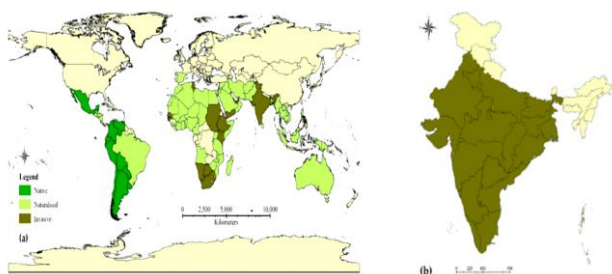 Legend
Native
Naturalised
Invasive
0 2,500 5,000 10,000
Kilometers
(a)
(b)